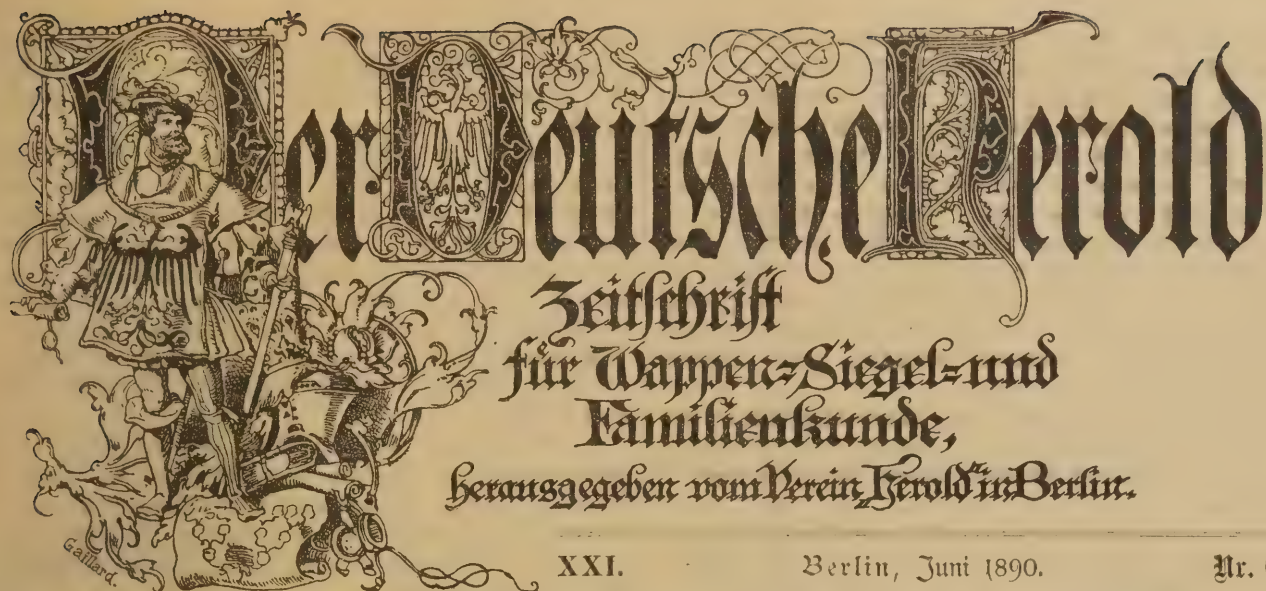 Der Deutsche Herold
Zeitschrift
für Wappen-Siegel-und
Familienkunde,
herausgegeben vom Verein „Herold" in Berlin.
Gaillard.
XXI. Berlin, Juni 1890. Nr.